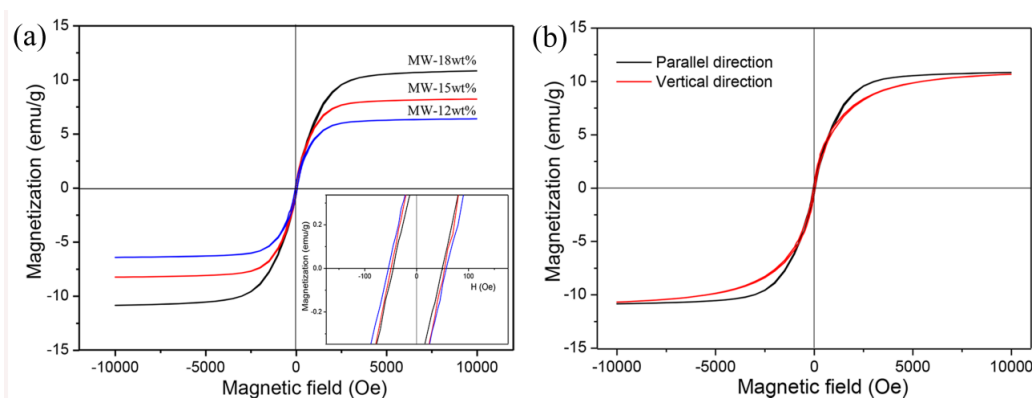 (a)
15
10
5
0
-5
-10
-15
Magnetization (emu/g)
MW-18wt%
MW-15wt%
MW-12wt%
-10000 -5000 0 5000 10000
Magnetic field (Oe)
0.2
0.0
-0.2
Magnetization (emu/g)
H (Oe)
-100 0 100
(b)
15
10
5
0
-5
-10
-15
Magnetization (emu/g)
Parallel direction
Vertical direction
-10000 -5000 0 5000 10000
Magnetic field (Oe)